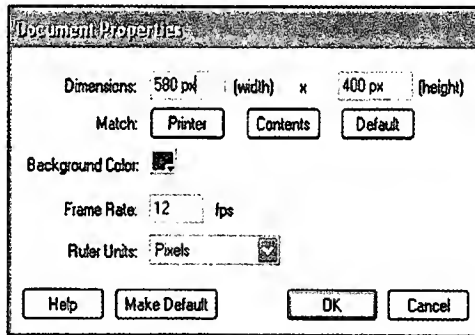 Document Properties
Dimensions: 580 px (width) x 400 px (height)
Match: Printer Contents Default
Background Color:
Frame Rate: 12 fps
Ruler Units: Pixels
Help Make Default OK Cancel